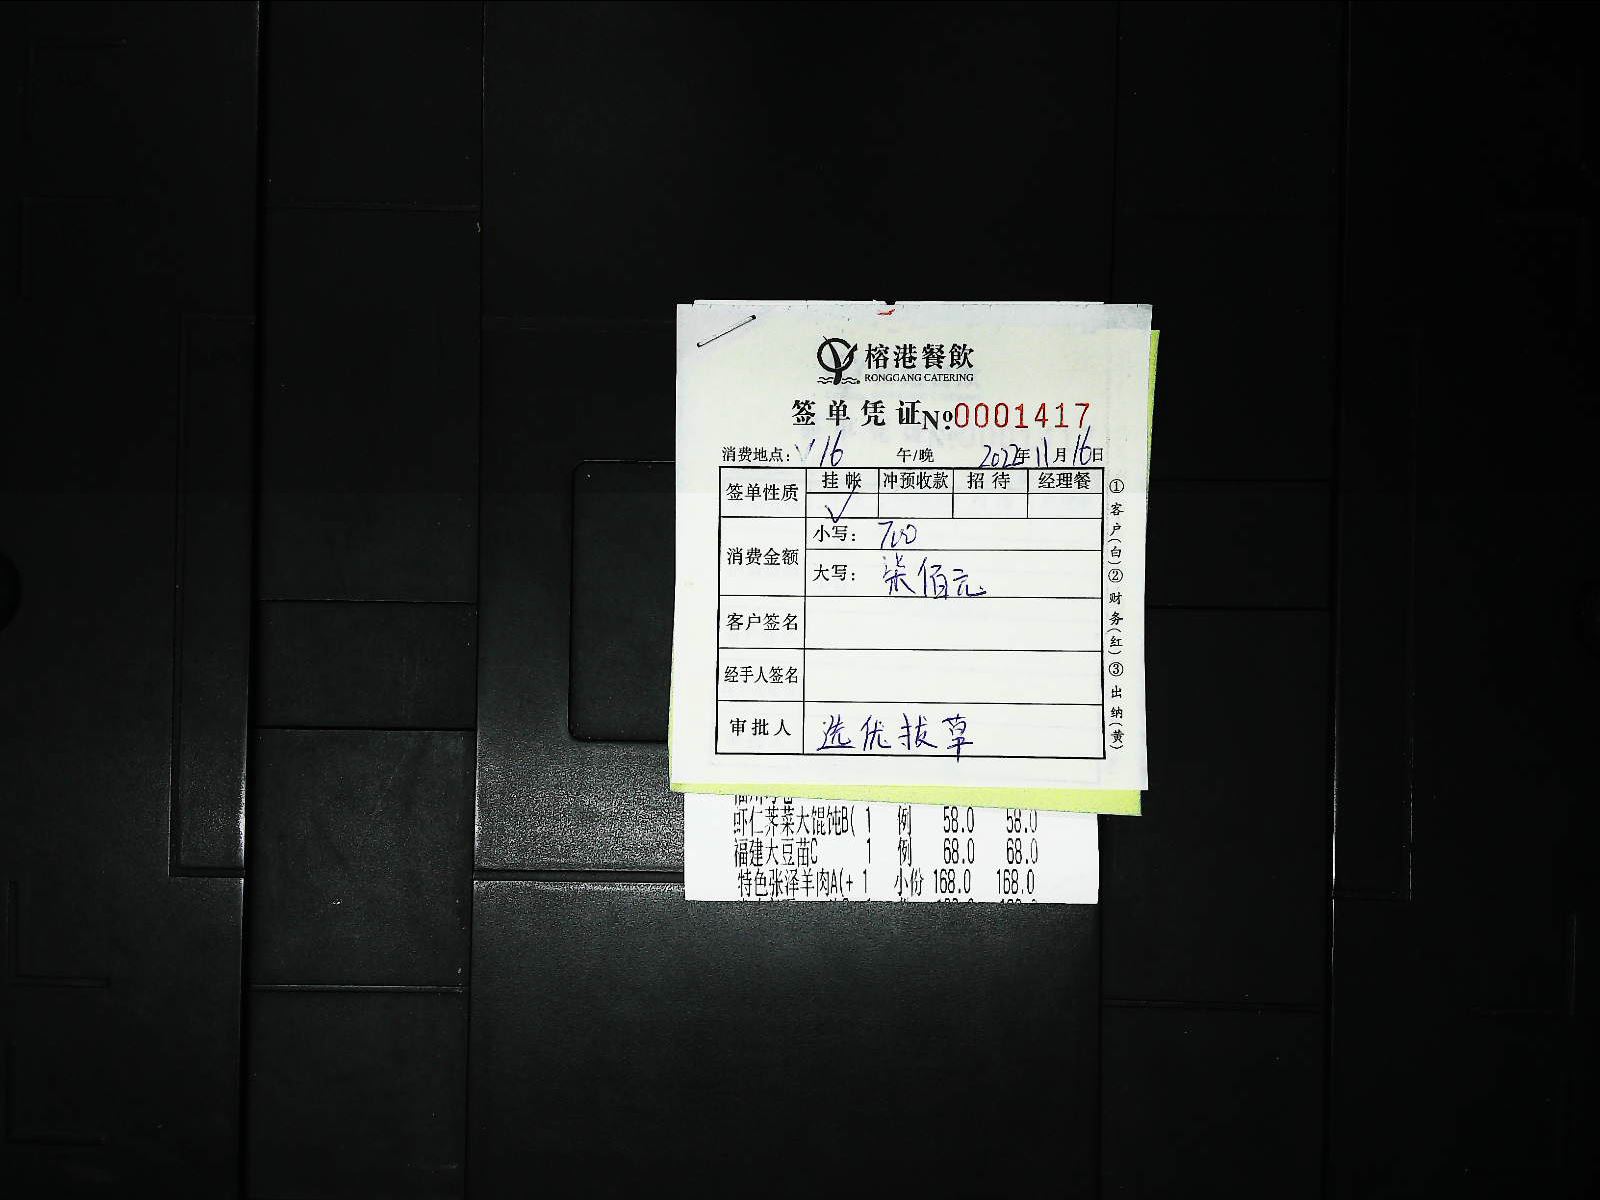 榕港餐飲
RONGGANG CATERING
签单凭证№0001417
消费地点：V16 午/晚 2022年11月16日
签单性质 挂帐 冲预收款 招待 经理餐
√
消费金额
小写：700
大写：柒佰元
客户签名
经手人签名
审批人 选优拔草
①客户(白)②财务(红)③出纳(黄)
虾仁荠菜大馄饨B( 1 例 58.0 58.0
福建大豆苗C 1 例 68.0 68.0
特色张泽羊肉A(+ 1 小份 168.0 168.0